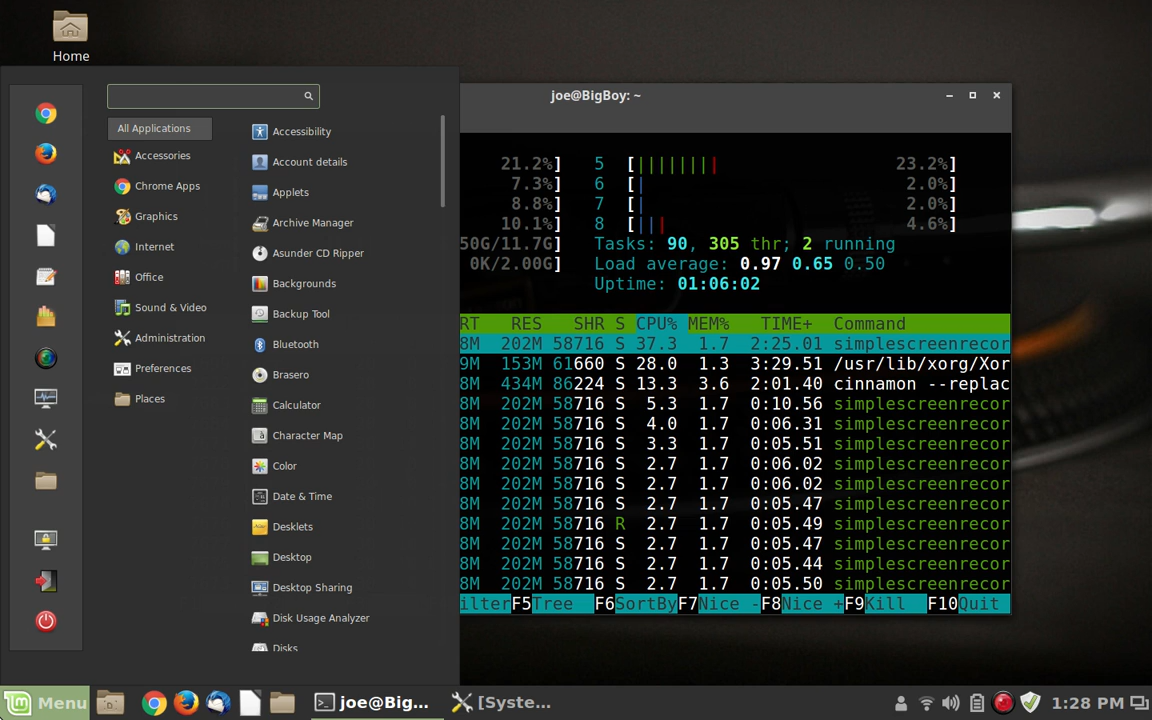 Home
All Applications
Accessories
Chrome Apps
Graphics
Internet
Office
Sound & Video
Administration
Preferences
Places
Accessibility
Account details
Applets
Archive Manager
Asunder CD Ripper
Backgrounds
Backup Tool
Bluetooth
Brasero
Calculator
Character Map
Color
Date & Time
Desklets
Desktop
Desktop Sharing
Disk Usage Analyzer
Disks
joe@BigBoy: ~
21.2%] 5 [||||||||| 23.2%]
7.3%] 6 [| 2.0%]
8.8%] 7 [| 2.0%]
10.1%] 8 [||| 4.6%]
50G/11.7G] Tasks: 90, 305 thr; 2 running
0K/2.00G] Load average: 0.97 0.65 0.50
Uptime: 01:06:02
RT RES SHR S CPU% MEM% TIME+ Command
8M 202M 58716 S 37.3 1.7 2:25.01 simplescreenrecor
9M 153M 61660 S 28.0 1.3 3:29.51 /usr/lib/xorg/Xor
8M 434M 86224 S 13.3 3.6 2:01.40 cinnamon --replac
8M 202M 58716 S 5.3 1.7 0:10.56 simplescreenrecor
8M 202M 58716 S 4.0 1.7 0:06.31 simplescreenrecor
8M 202M 58716 S 3.3 1.7 0:05.51 simplescreenrecor
8M 202M 58716 S 2.7 1.7 0:06.02 simplescreenrecor
8M 202M 58716 S 2.7 1.7 0:06.02 simplescreenrecor
8M 202M 58716 S 2.7 1.7 0:05.47 simplescreenrecor
8M 202M 58716 R 2.7 1.7 0:05.49 simplescreenrecor
8M 202M 58716 S 2.7 1.7 0:05.47 simplescreenrecor
8M 202M 58716 S 2.7 1.7 0:05.44 simplescreenrecor
8M 202M 58716 S 2.7 1.7 0:05.50 simplescreenrecor
ilterF5Tree F6SortByF7Nice -F8Nice +F9Kill F10Quit
Menu joe@Big... [Syste... 1:28 PM